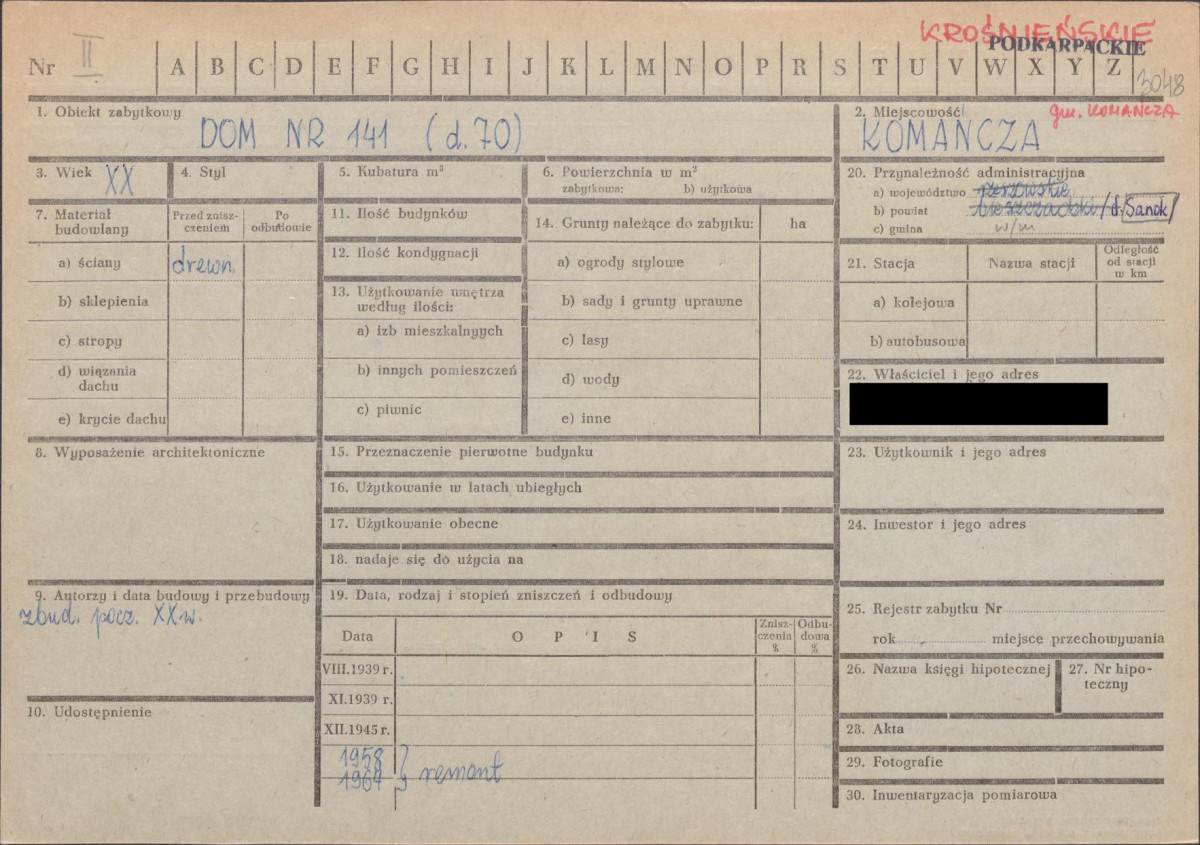 KROŚNIEŃSKIE
PODKARPACKIE
Nr II A B C D E F G H I J K L M N O P R S T U V W X Y Z
3048
1. Obiekt zabytkowy
DOM NR 141 (d.70)
2. Miejscowość
gm. KOMAŃCZA
KOMAŃCZA
3. Wiek XX
4. Styl
5. Kubatura m³
6. Powierzchnia w m²
zabytkowa: b) użytkowa
20. Przynależność administracyjna
a) województwo rzeszowskie
b) powiat bieszczadzki/d. Sanok/
c) gmina w/m
7. Materiał budowlany
Przed zniszczeniem
Po odbudowie
a) ściany drewn.
b) sklepienia
c) stropy
d) wiązania dachu
e) krycie dachu
11. Ilość budynków
12. Ilość kondygnacji
13. Użytkowanie wnętrza
według ilości:
a) izb mieszkalnych
b) innych pomieszczeń
c) piwnic
14. Grunty należące do zabytku: ha
a) ogrody stylowe
b) sady i grunty uprawne
c) lasy
d) wody
e) inne
21. Stacja
Nazwa stacji
Odległość
od stacji
w km
a) kolejowa
b) autobusowa
22. Właściciel i jego adres
8. Wyposażenie architektoniczne
15. Przeznaczenie pierwotne budynku
16. Użytkowanie w latach ubiegłych
17. Użytkowanie obecne
18. nadaje się do użycia na
23. Użytkownik i jego adres
24. Inwestor i jego adres
9. Autorzy i data budowy i przebudowy
zbud. pocz. XX w.
10. Udostępnienie
19. Data, rodzaj i stopień zniszczeń i odbudowy
Data
OPIS
Zniszczenia
%
Odbudowa
%
VIII.1939 r.
XI.1939 r.
XII.1945 r.
1958
1964 } remont
25. Rejestr zabytku Nr
rok miejsce przechowywania
26. Nazwa księgi hipotecznej
27. Nr hipoteczny
28. Akta
29. Fotografie
30. Inwentaryzacja pomiarowa